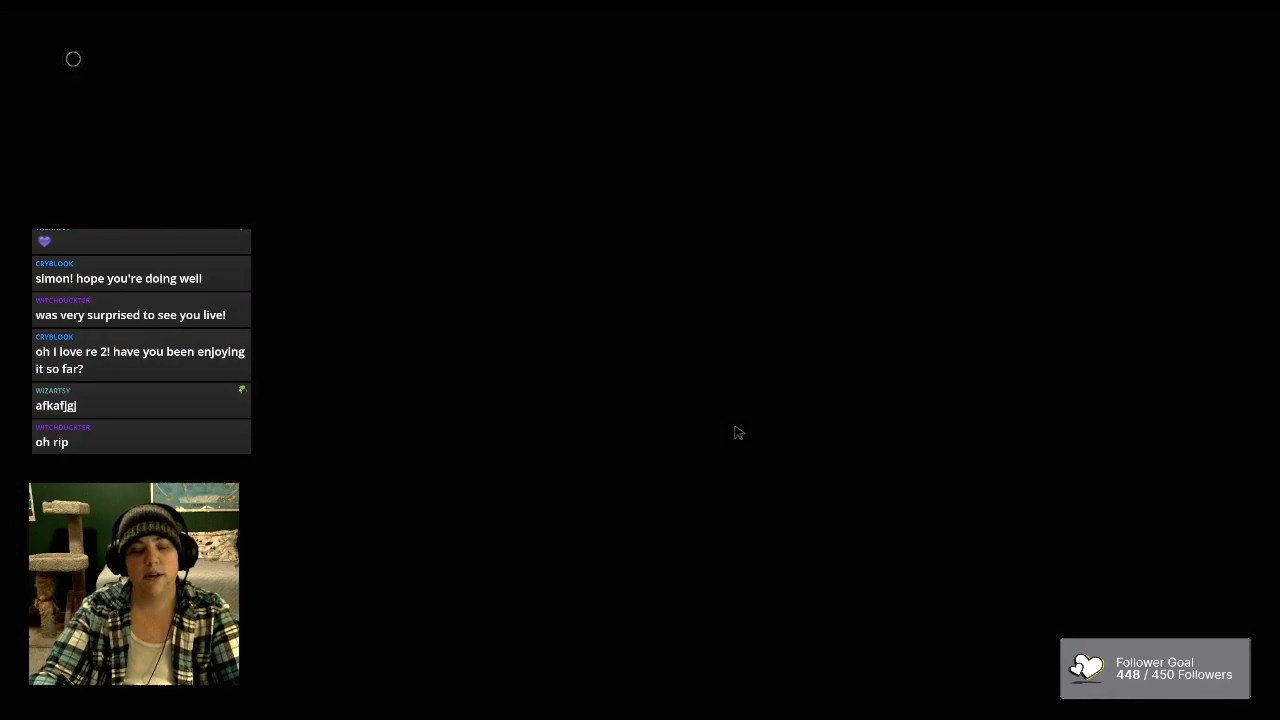 CRYBLOOK
simon! hope you're doing well
WITCHDUCKTER
was very surprised to see you live!
CRYBLOOK
oh I love re 2! have you been enjoying
it so far?
WIZARTSY
afkafjgj
WITCHDUCKTER
oh rip
Follower Goal
448 / 450 Followers